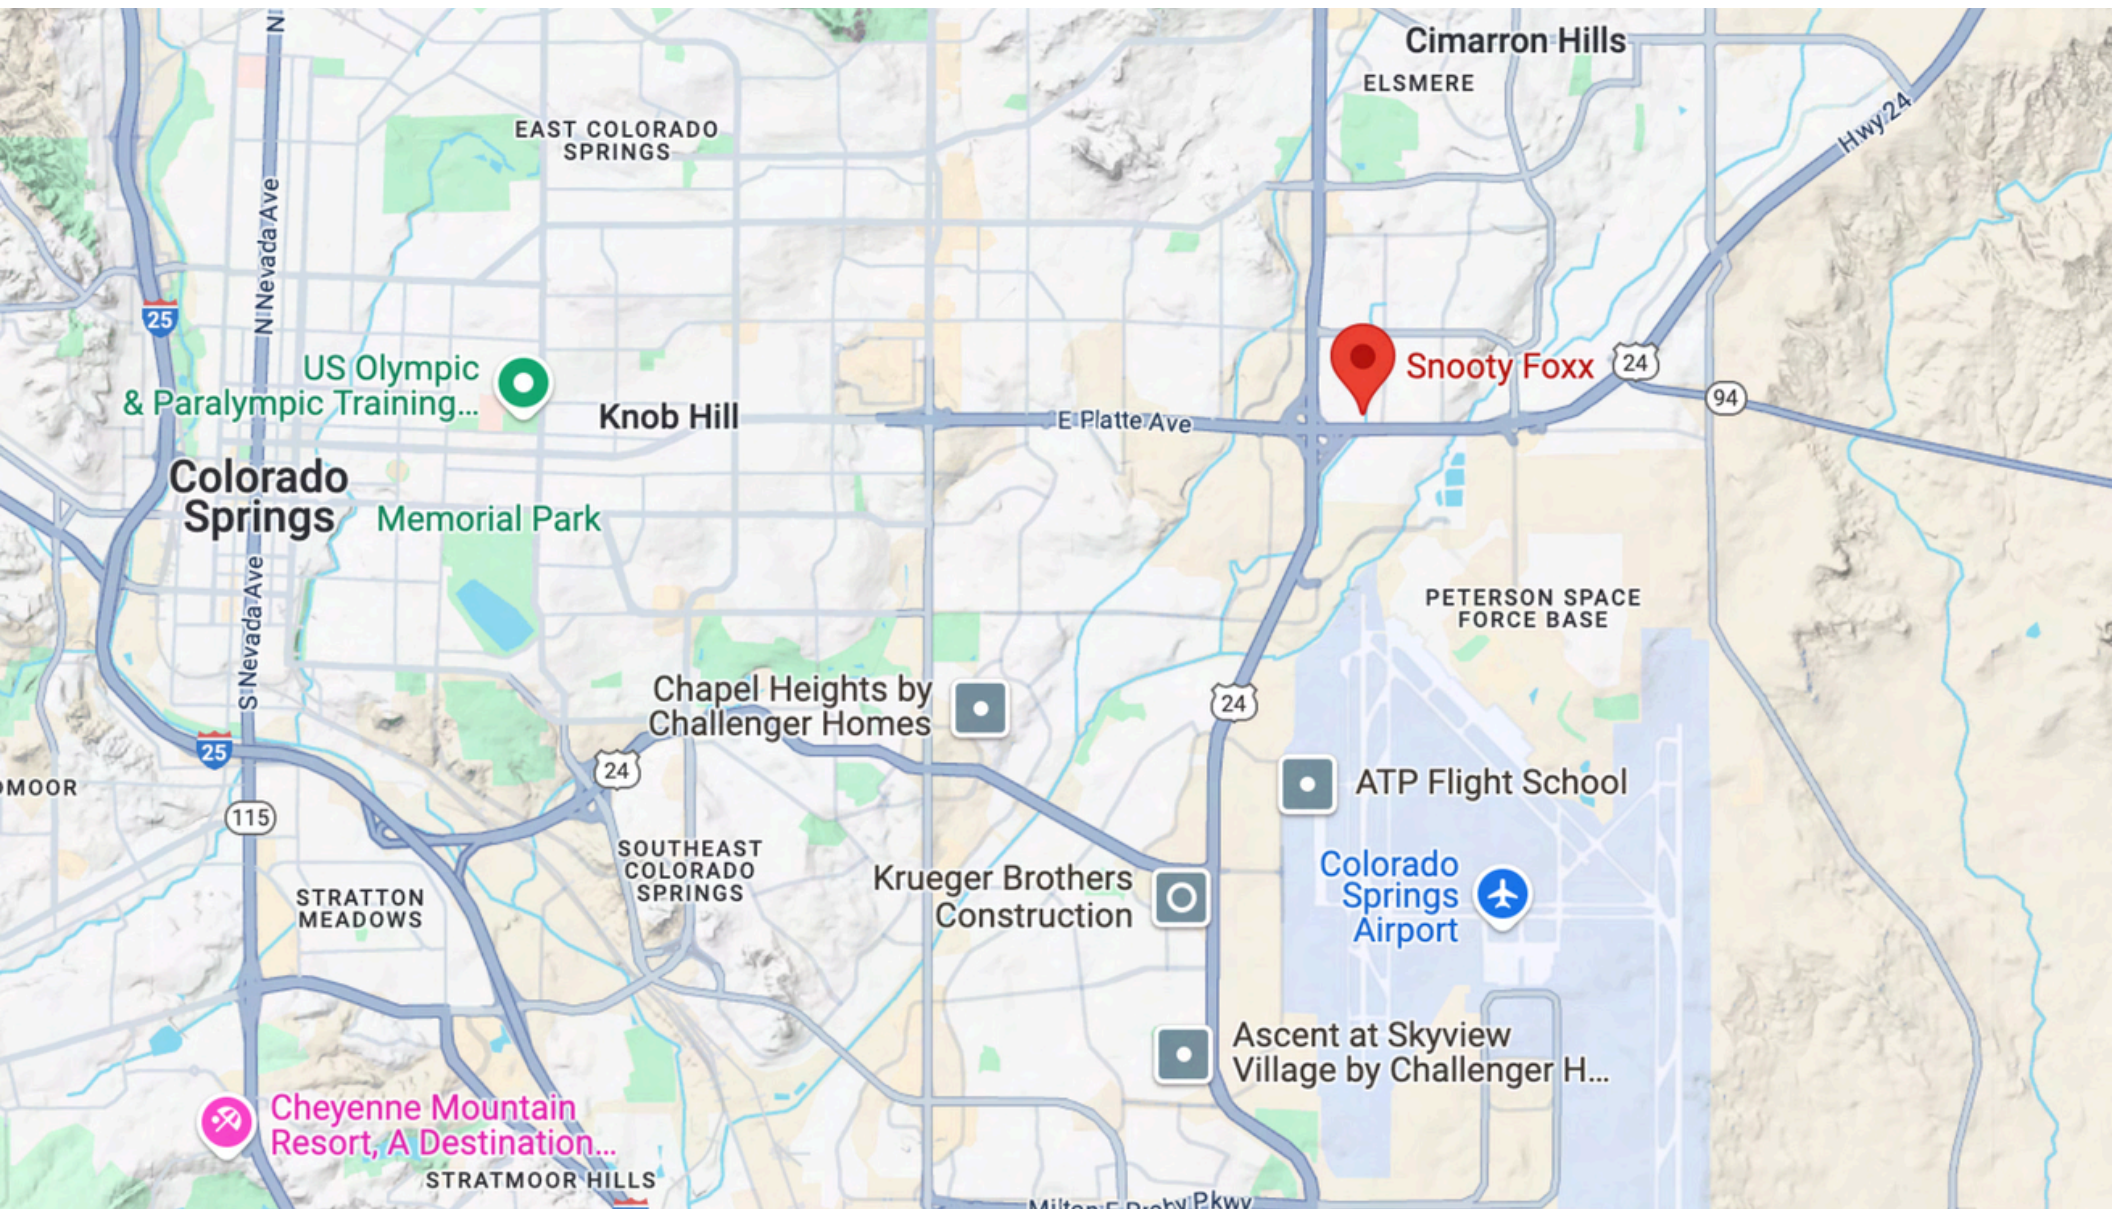 N
Cimarron Hills
ELSMERE
Hwy 24
EAST COLORADO
SPRINGS
N Nevada Ave
25
US Olympic
& Paralympic Training...
Knob Hill
E Platte Ave
Snooty Foxx
24
94
Colorado
Springs
Memorial Park
PETERSON SPACE
FORCE BASE
S Nevada Ave
Chapel Heights by
Challenger Homes
24
25
24
ATP Flight School
115
SOUTHEAST
COLORADO
SPRINGS
Krueger Brothers
Construction
Colorado
Springs
Airport
STRATTON
MEADOWS
Ascent at Skyview
Village by Challenger H...
Cheyenne Mountain
Resort, A Destination...
STRATMOOR HILLS